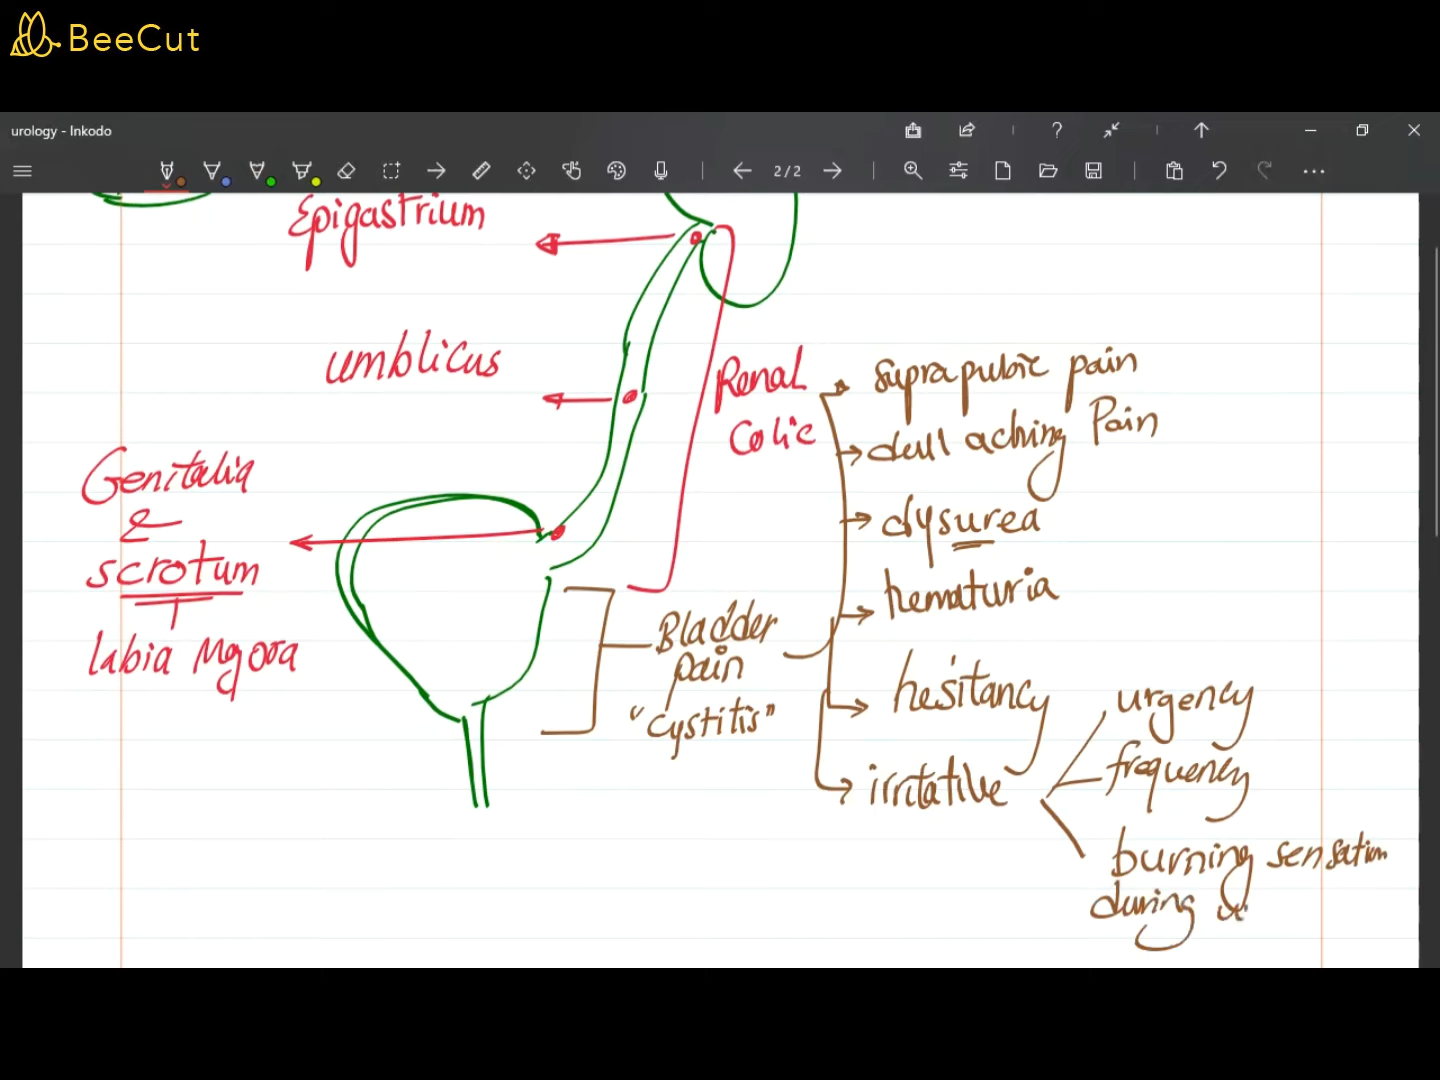 BeeCut
urology - Inkodo
2/2
Epigastrium
umblicus
Renal
Colic
Genitalia
&
scrotum
labia Majora
Bladder
pain
"cystitis"
suprapubic pain
dull aching Pain
dysurea
hematuria
hesitancy
irritative
urgency
frequency
burning sensation
during